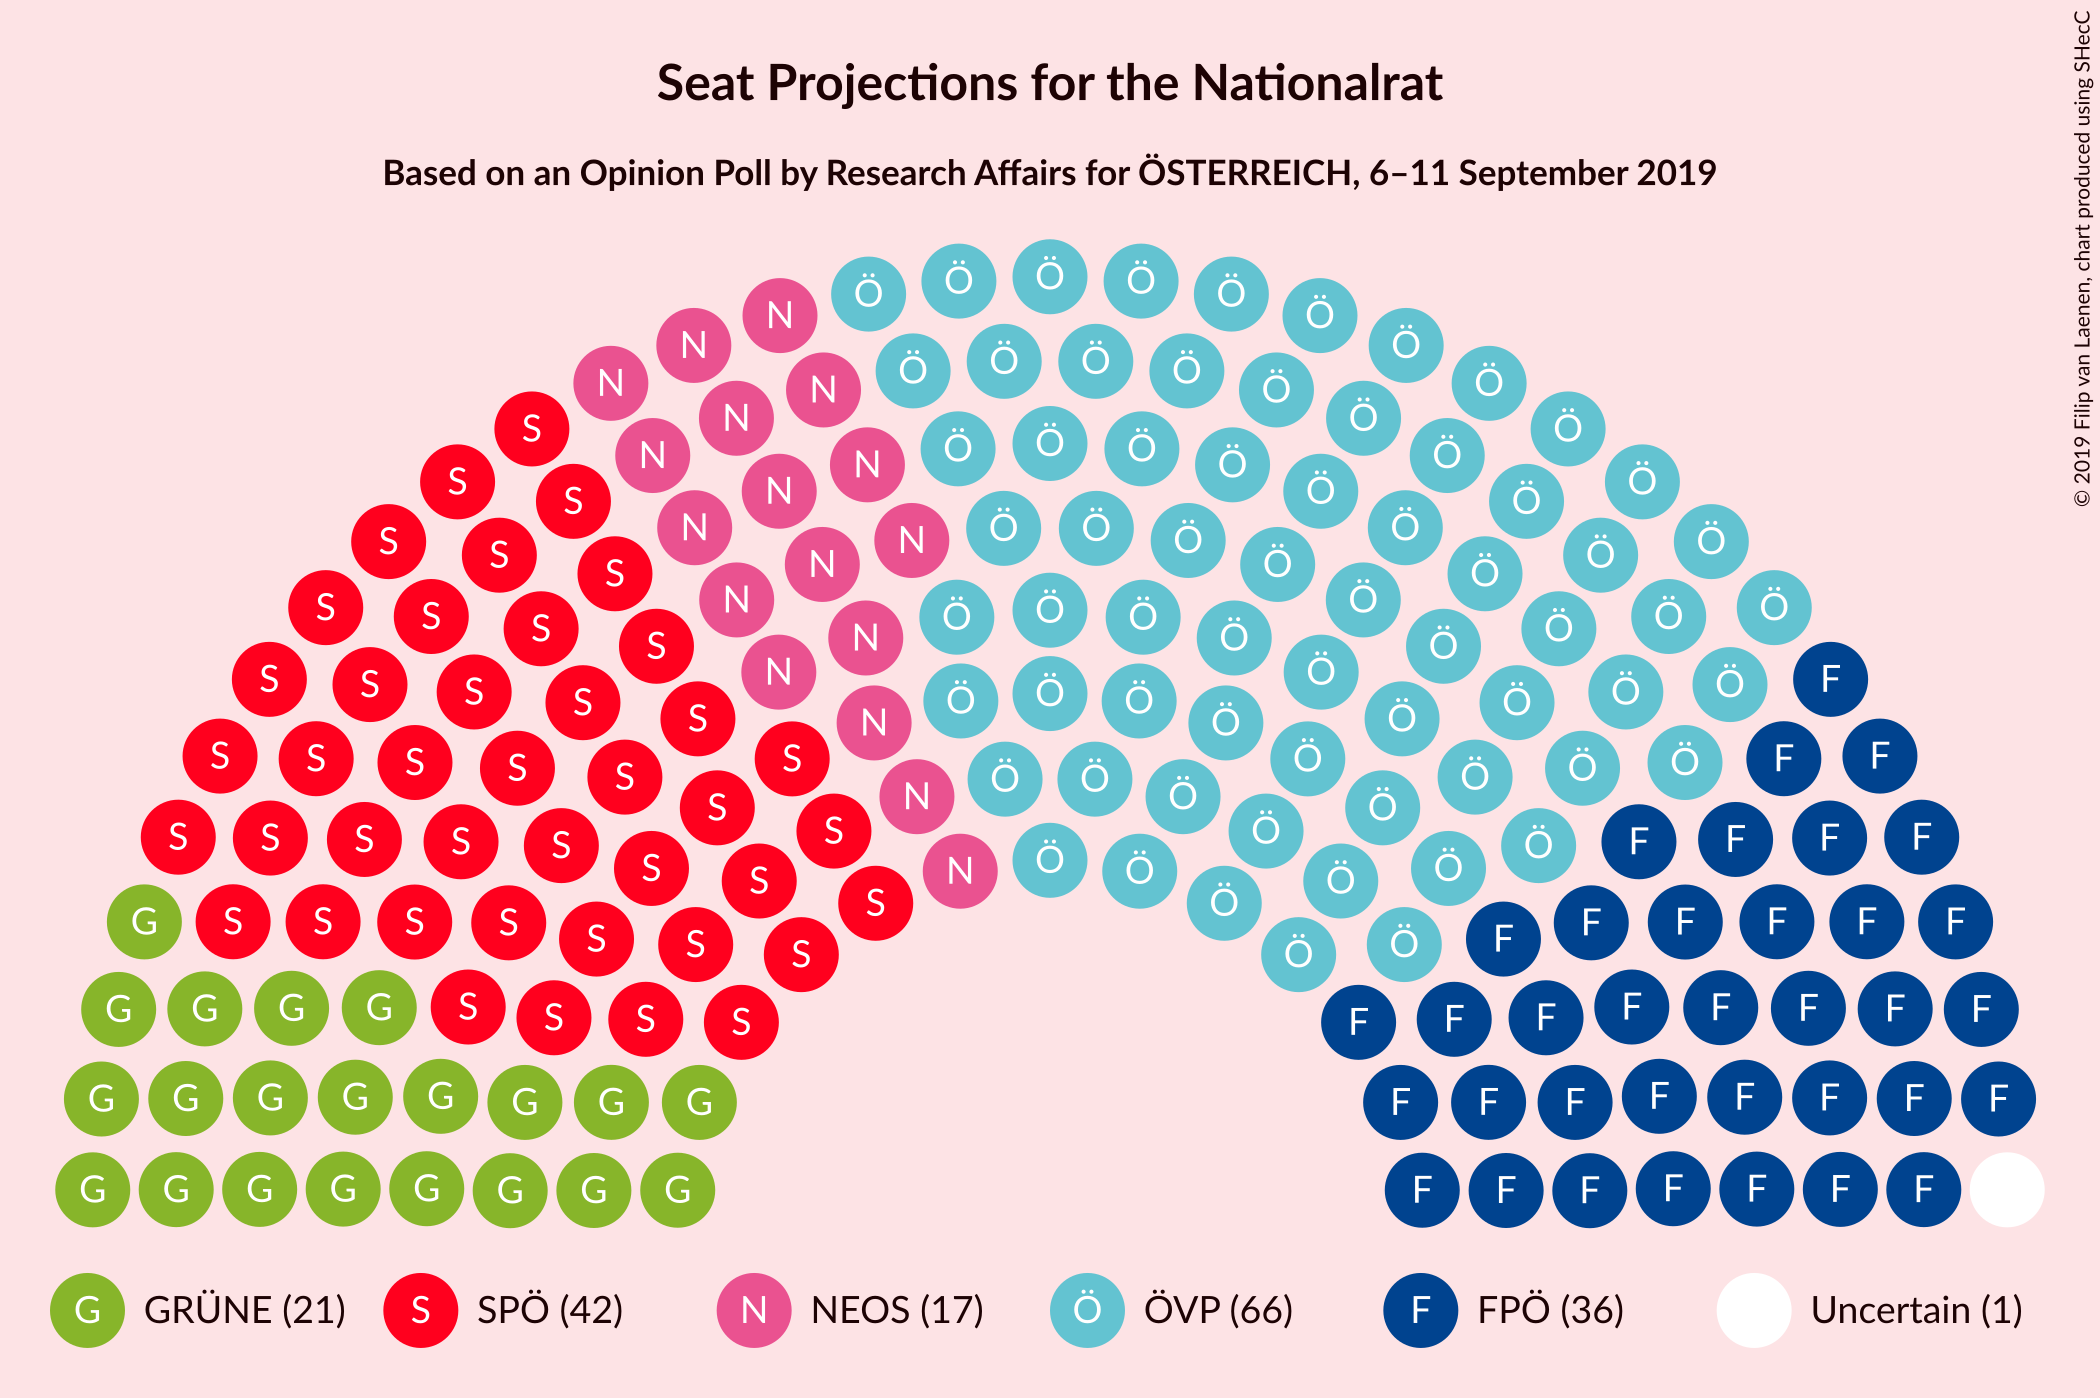 Seat Projections for the Nationalrat
Based on an Opinion Poll by Research Affairs for ÖSTERREICH, 6–11 September 2019
© 2019 Filip van Laenen, chart produced using SHecC
Ö Ö Ö Ö Ö Ö Ö Ö Ö Ö Ö Ö
N N N
S S S S S S S
G G G G
F F F F F F F
G GRÜNE (21) S SPÖ (42) N NEOS (17) Ö ÖVP (66) F FPÖ (36) Uncertain (1)